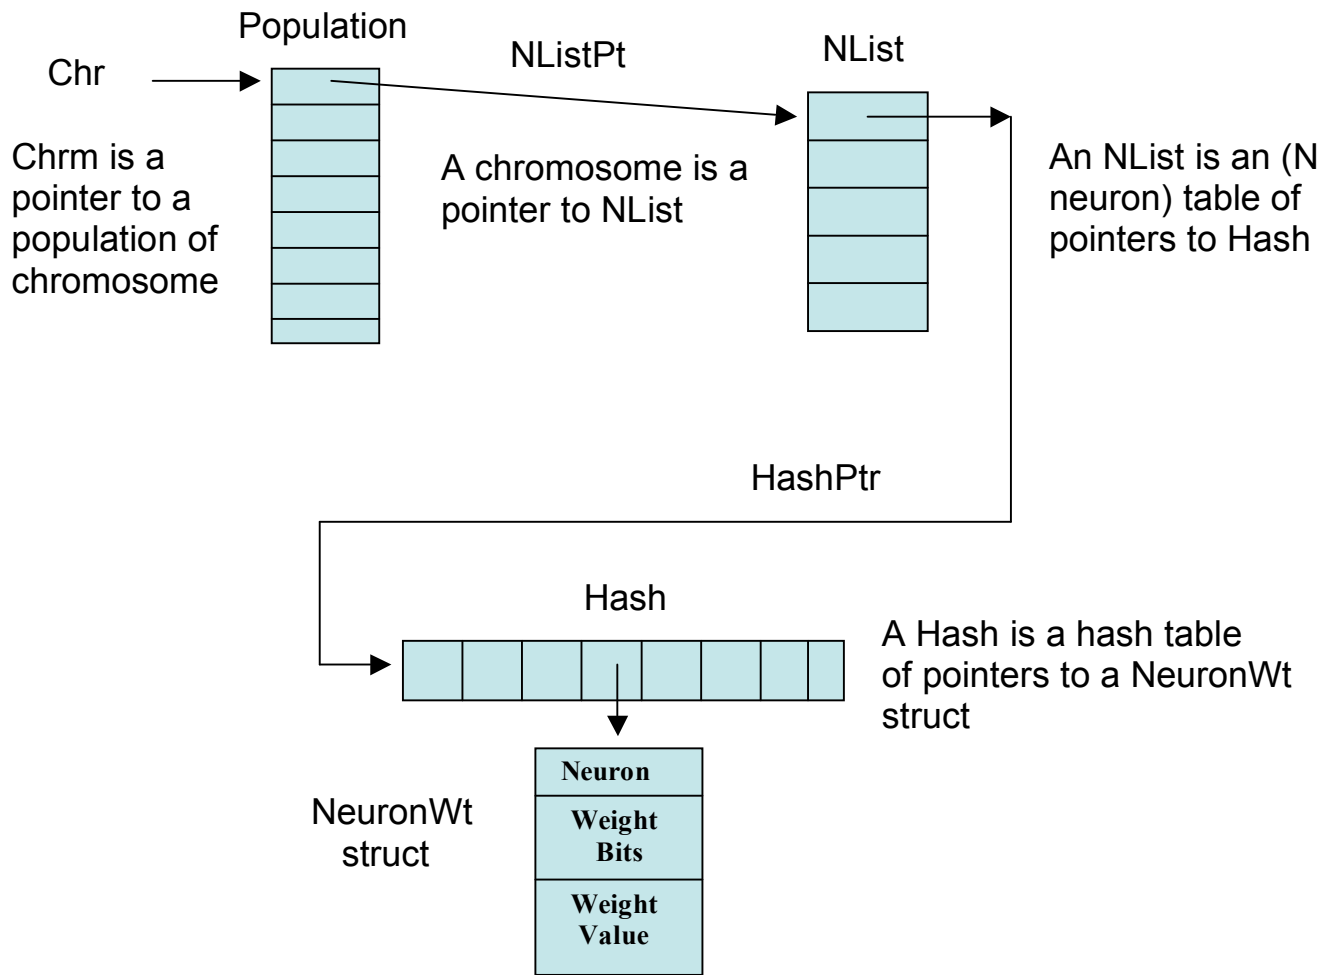 Population
Chr
NListPt
NList
Chrm is a
pointer to a
population of
chromosome
A chromosome is a
pointer to NList
An NList is an (N
neuron) table of
pointers to Hash
HashPtr
Hash
A Hash is a hash table
of pointers to a NeuronWt
struct
NeuronWt
struct
Neuron
Weight
Bits
Weight
Value